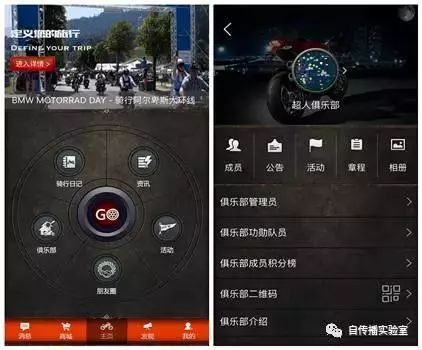 定义您的旅行
DEFINE YOUR TRIP
进入详情>
BMW MOTORRAD DAY - 骑行阿尔卑斯大环线
骑行日记
资讯
GO
俱乐部
活动
朋友圈
消息
商城
主页
发现
我的
超人俱乐部
成员
公告
活动
章程
相册
俱乐部管理员
俱乐部功勋队员
俱乐部成员积分榜
俱乐部二维码
俱乐部介绍
自传播实验室